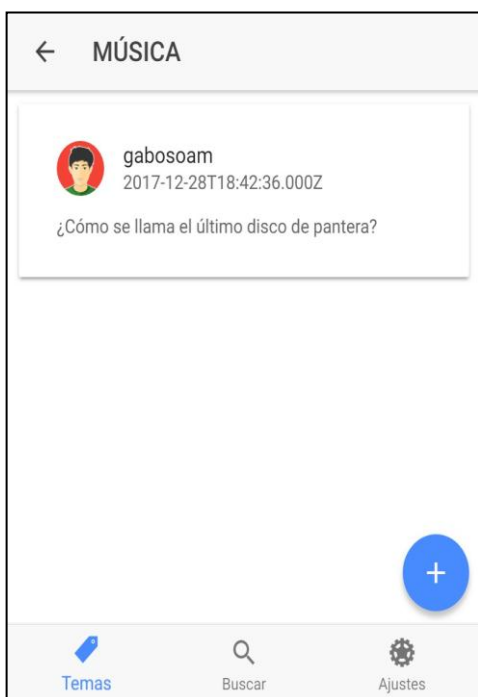 MÚSICA
gabosoam
2017-12-28T18:42:36.000Z
¿Cómo se llama el último disco de pantera?
Temas
Buscar
Ajustes